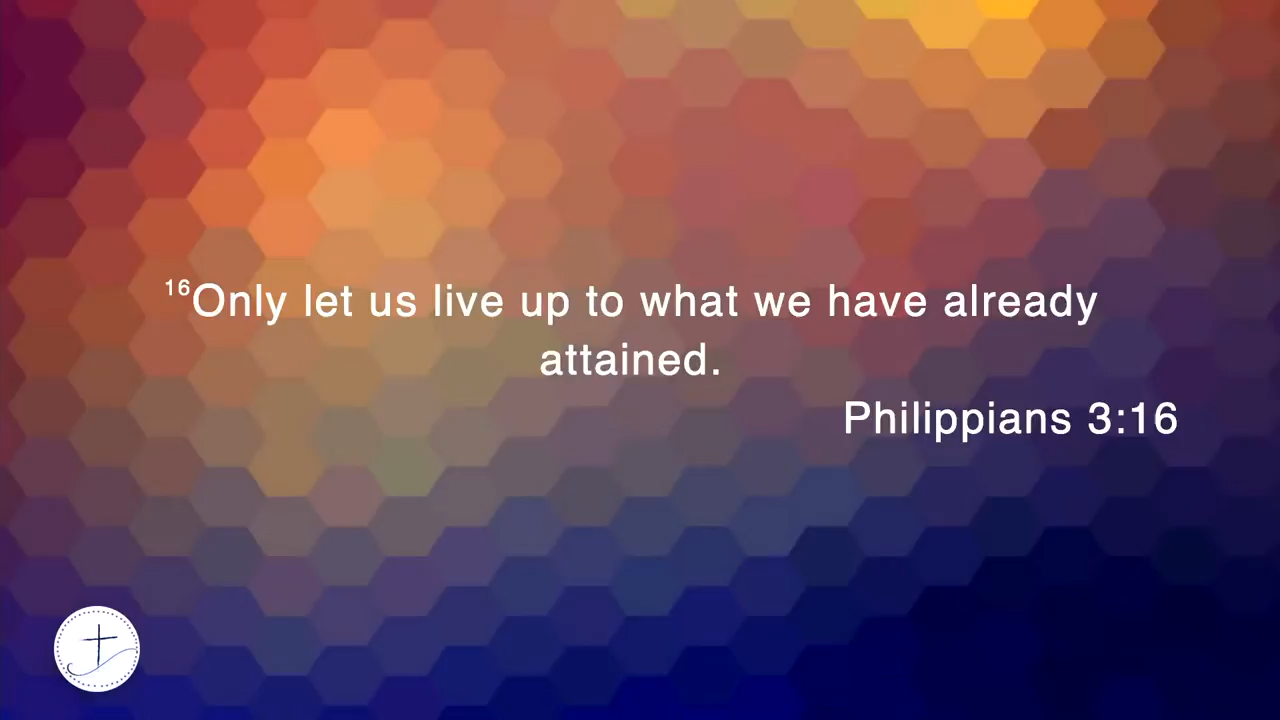 16Only let us live up to what we have already
attained.
Philippians 3:16